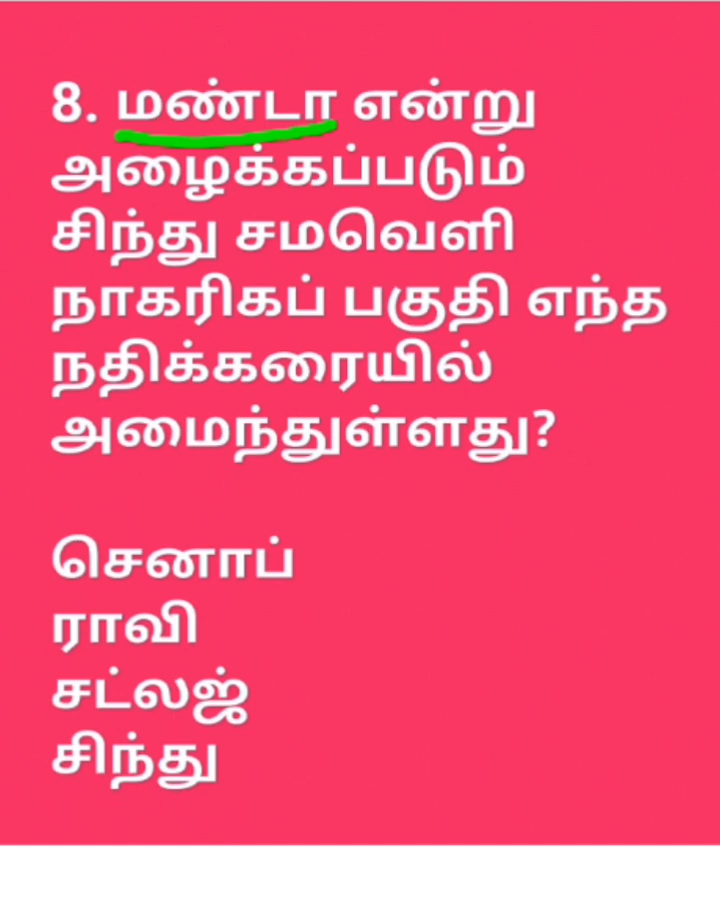 8. மண்டா என்று
அழைக்கப்படும்
சிந்து சமவெளி
நாகரிகப் பகுதி எந்த
நதிக்கரையில்
அமைந்துள்ளது?
செனாப்
ராவி
சட்லஜ்
சிந்து